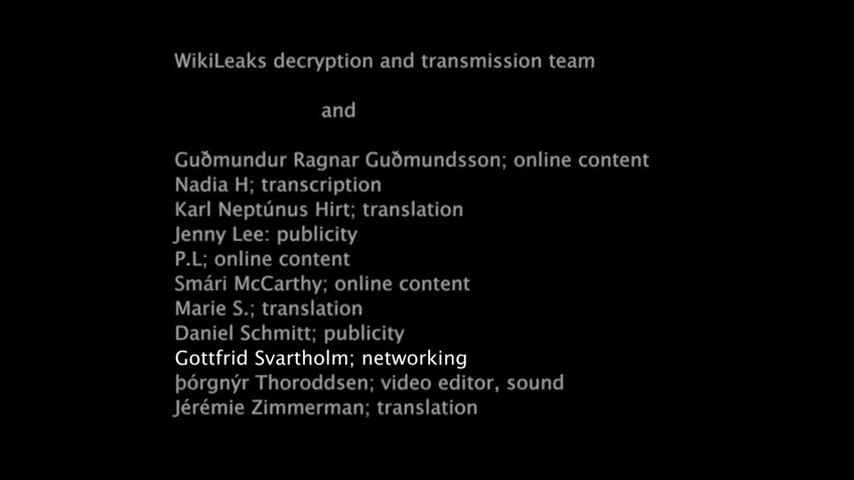 WikiLeaks decryption and transmission team
and
Guðmundur Ragnar Guðmundsson; online content
Nadia H; transcription
Karl Neptúnus Hirt; translation
Jenny Lee: publicity
P.L; online content
Smári McCarthy; online content
Marie S.; translation
Daniel Schmitt; publicity
Gottfrid Svartholm; networking
þórgnýr Thoroddsen; video editor, sound
Jérémie Zimmerman; translation